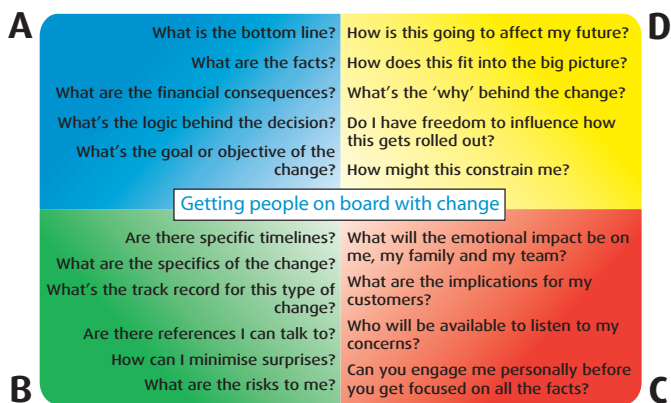 A
What is the bottom line?
What are the facts?
What are the financial consequences?
What's the logic behind the decision?
What's the goal or objective of the
change?
D
How is this going to affect my future?
How does this fit into the big picture?
What's the ‘why’ behind the change?
Do I have freedom to influence how
this gets rolled out?
How might this constrain me?
Getting people on board with change
B
Are there specific timelines?
What are the specifics of the change?
What's the track record for this type of
change?
Are there references I can talk to?
How can I minimise surprises?
What are the risks to me?
C
What will the emotional impact be on
me, my family and my team?
What are the implications for my
customers?
Who will be available to listen to my
concerns?
Can you engage me personally before
you get focused on all the facts?